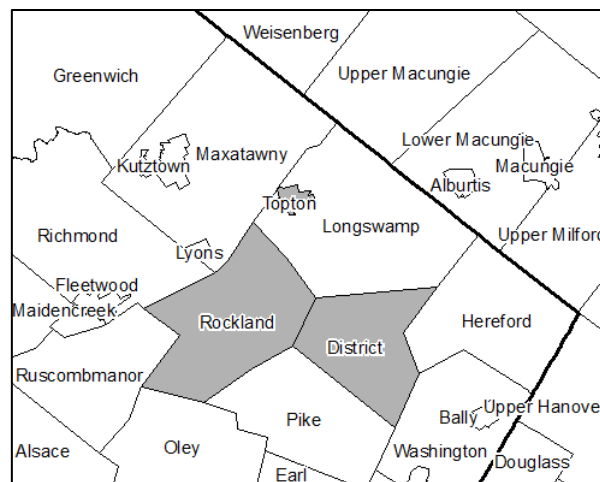 Weisenberg
Greenwich
Upper Macungie
Lower Macungie
Maxatawny
Kutztown
Macungie
Alburtis
Topton
Longswamp
Richmond
Upper Milford
Lyons
Fleetwood
Maidencreek
Rockland
Hereford
District
Ruscombmanor
Bally
Upper Hanove
Pike
Oley
Alsace
Washington
Douglass
Earl